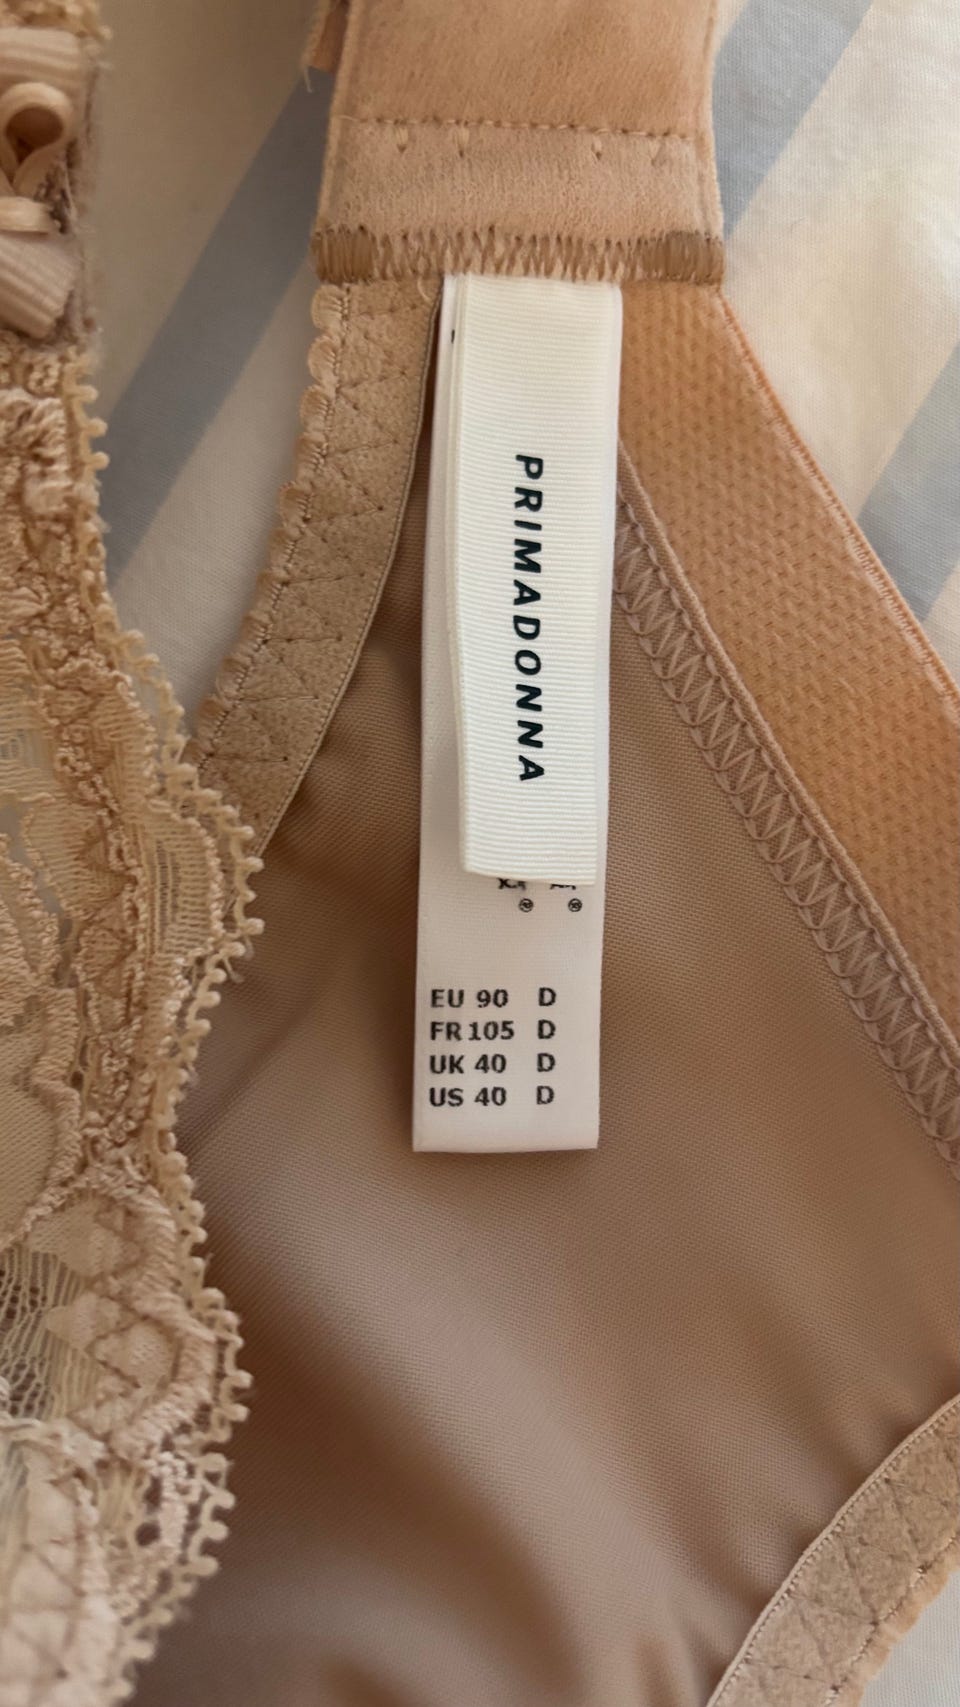 PRIMADONNA
EU 90 D
FR 105 D
UK 40 D
US 40 D